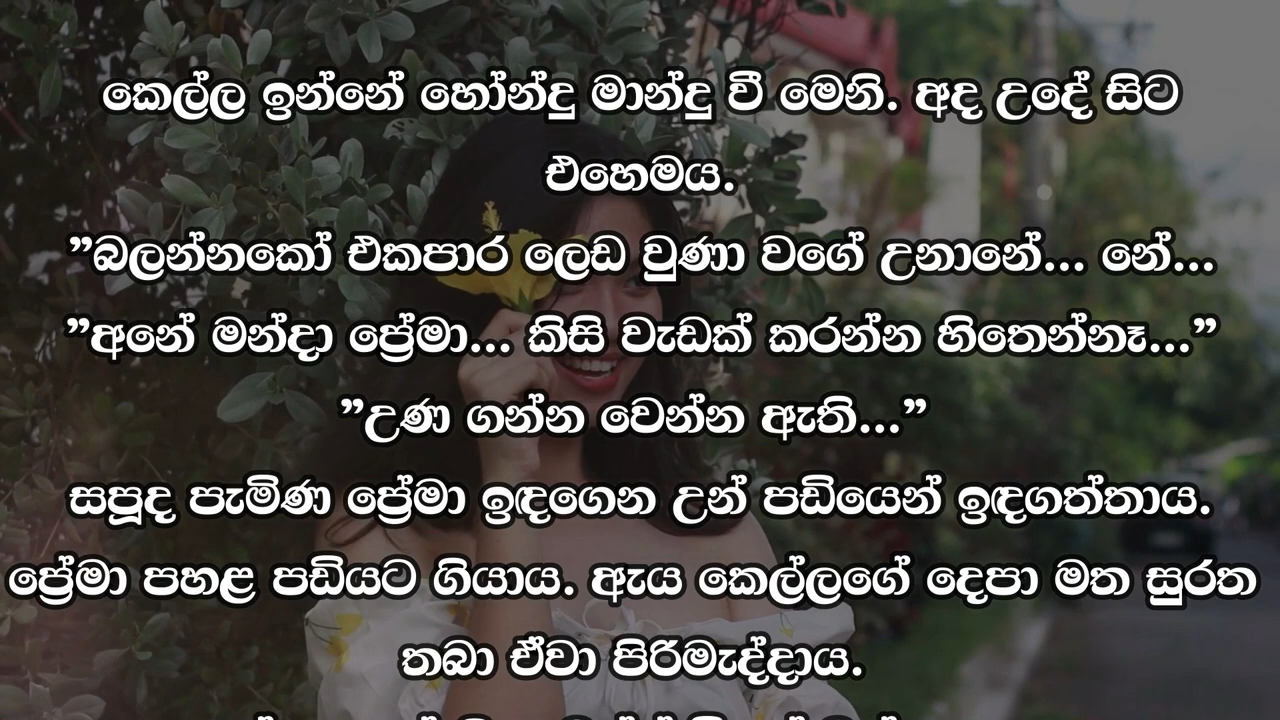 කෙල්ල ඉන්නේ හෝන්දු මාන්දු වී මෙනි. අද උදේ සිට
එහෙමය.
”බලන්නකෝ එකපාර ලෙඩ වුණා වගේ උනානේ... නේ...
”අනේ මන්දා ප්‍රේමා... කිසි වැඩක් කරන්න හිතෙන්නෑ...”
”උණ ගන්න වෙන්න ඇති...”
සපූද පැමිණ ප්‍රේමා ඉඳගෙන උන් පඩියෙන් ඉඳගත්තාය.
ප්‍රේමා පහළ පඩියට ගියාය. ඇය කෙල්ලගේ දෙපා මත සුරත
තබා ඒවා පිරිමැද්දාය.